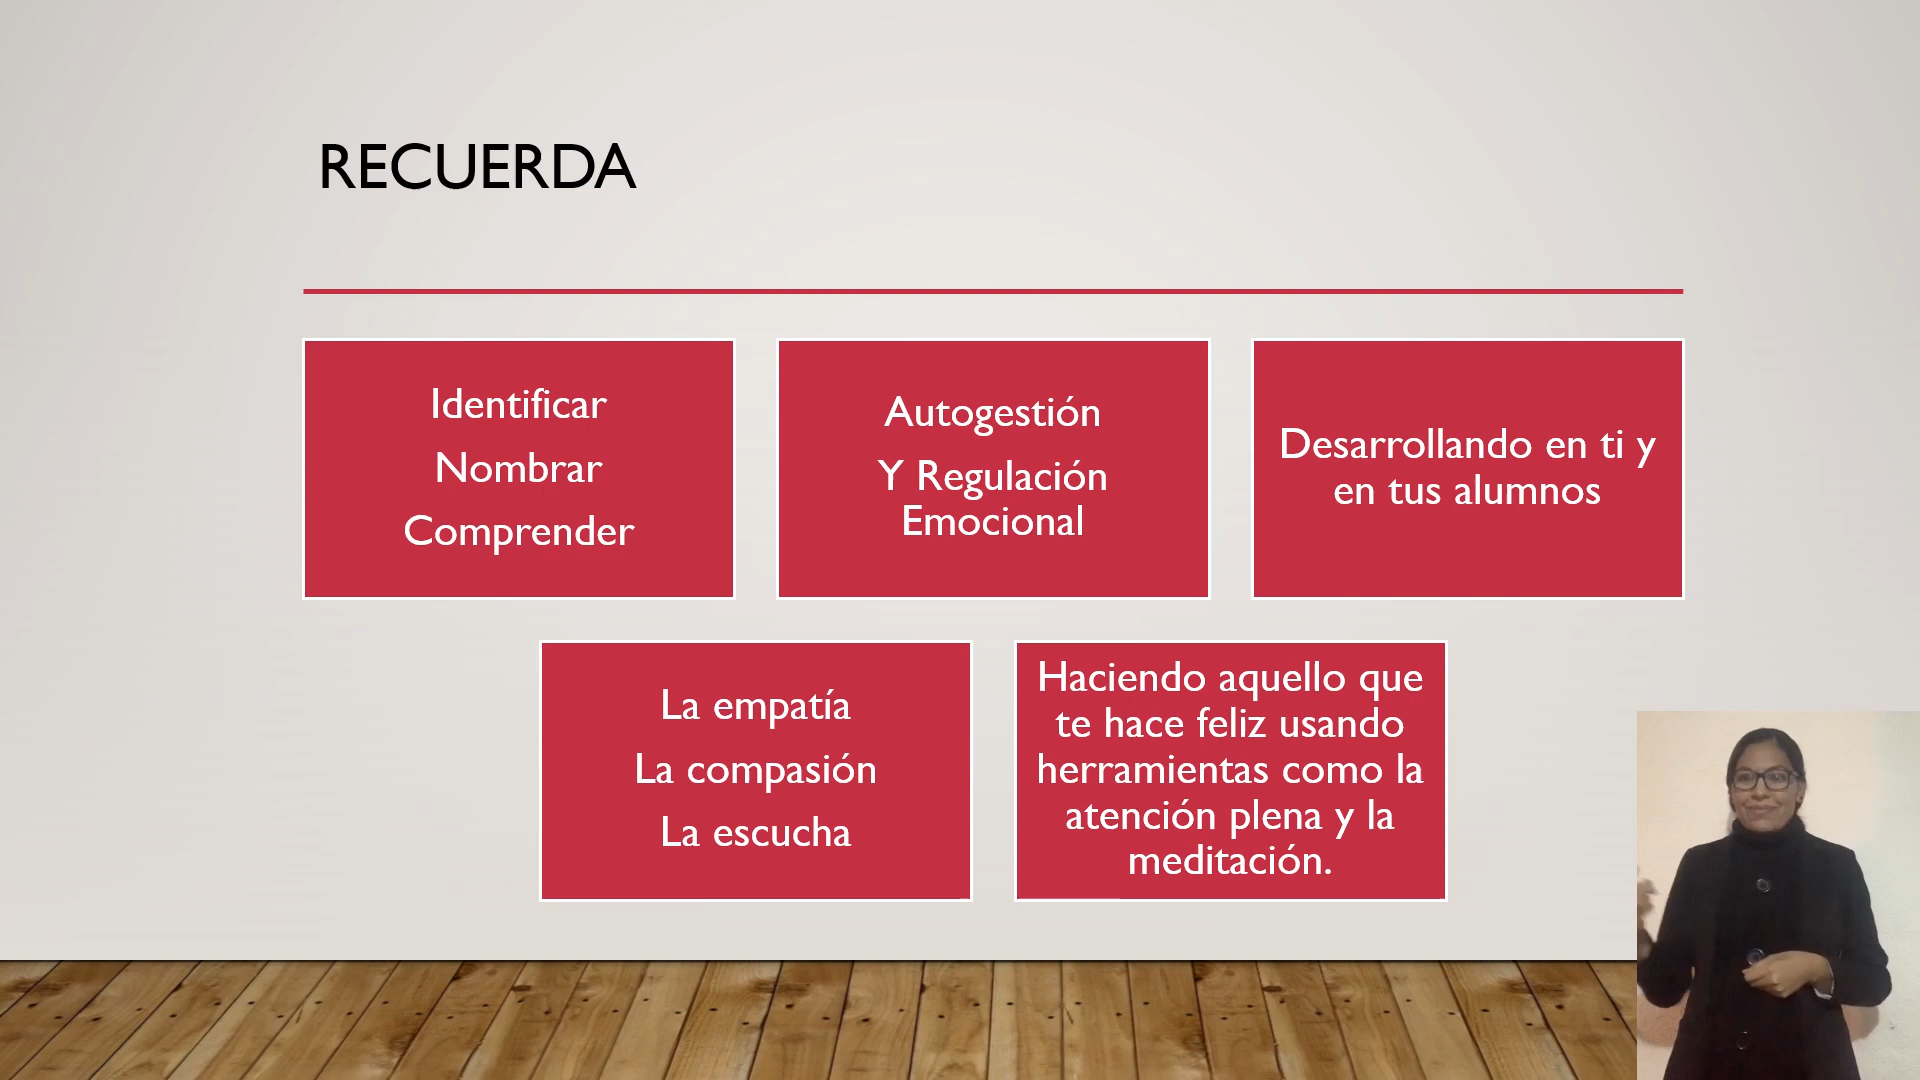 RECUERDA
Identificar
Nombrar
Comprender
Autogestión
Y Regulación
Emocional
Desarrollando en ti y
en tus alumnos
La empatía
La compasión
La escucha
Haciendo aquello que
te hace feliz usando
herramientas como la
atención plena y la
meditación.